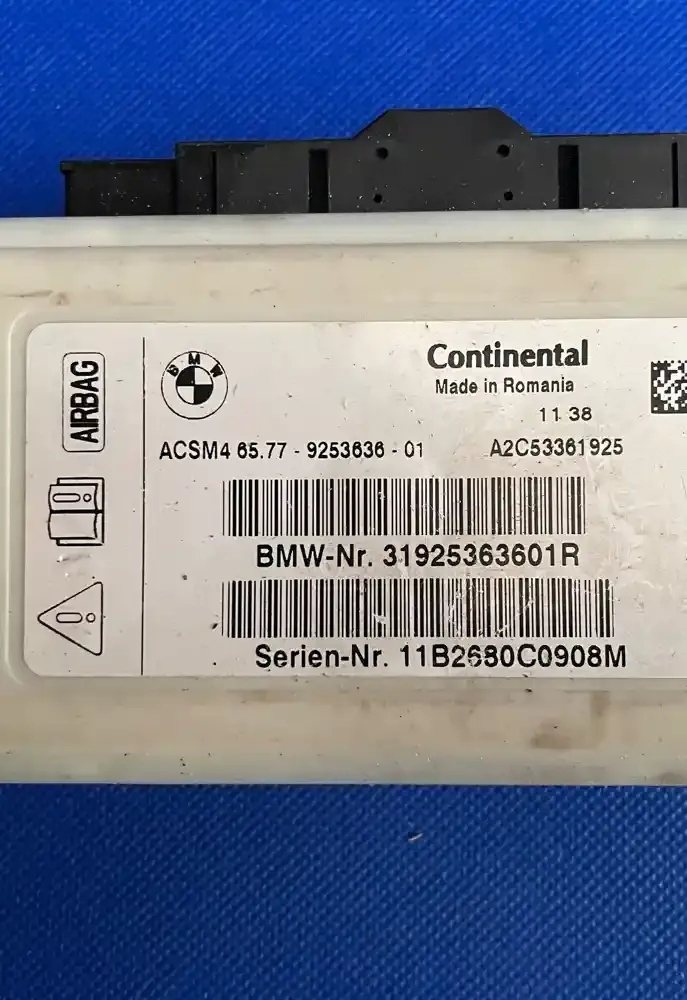 AIRBAG
BMW
Continental
Made in Romania
11 38
ACSM4 65.77 - 9253636 - 01 A2C53361925
BMW-Nr. 31925363601R
Serien-Nr. 11B2680C0908M